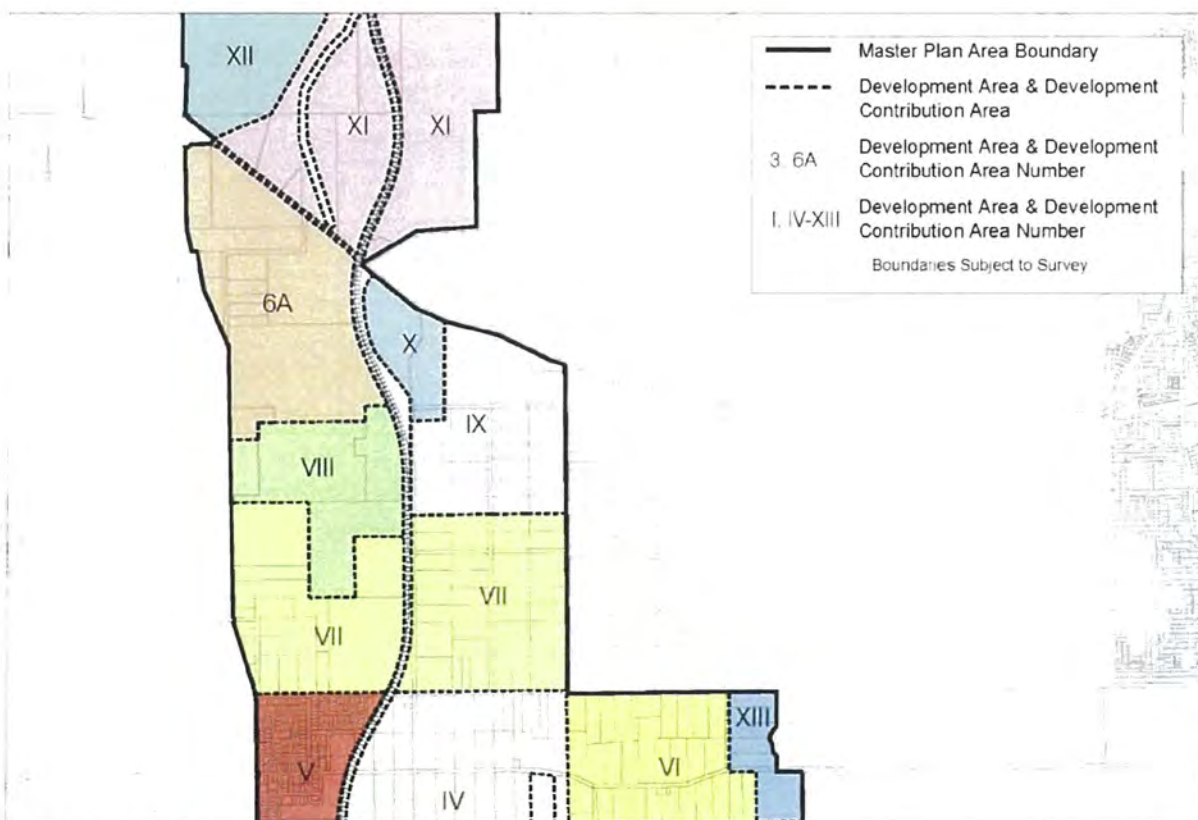 XII
XI
XI
6A
X
IX
VIII
VII
VII
V
IV
VI
XIII
Master Plan Area Boundary
Development Area & Development
Contribution Area
3. 6A
Development Area & Development
Contribution Area Number
I. IV-XIII
Development Area & Development
Contribution Area Number
Boundaries Subject to Survey